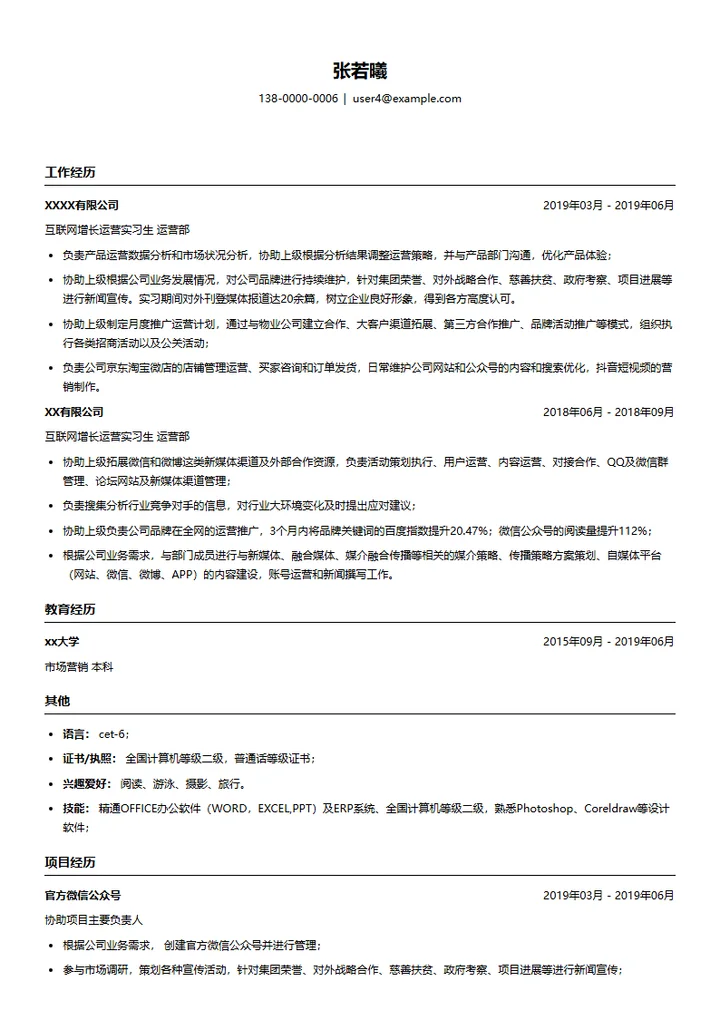 张若曦
138-0000-0006 | user4@example.com
工作经历
XXXX有限公司 2019年03月 - 2019年06月
互联网增长运营实习生 运营部
• 负责产品运营数据分析和市场状况分析，协助上级根据分析结果调整运营策略，并与产品部门沟通，优化产品体验；
• 协助上级根据公司业务发展情况，对公司品牌进行持续维护，针对集团荣誉、对外战略合作、慈善扶贫、政府考察、项目进展等
进行新闻宣传。实习期间对外刊登媒体报道达20余篇，树立企业良好形象，得到各方高度认可。
• 协助上级制定月度推广运营计划，通过与物业公司建立合作、大客户渠道拓展、第三方合作推广、品牌活动推广等模式，组织执
行各类招商活动以及公关活动；
• 负责公司京东淘宝微店的店铺管理运营、买家咨询和订单发货，日常维护公司网站和公众号的内容和搜索优化，抖音短视频的营
销制作。
XX有限公司 2018年06月 - 2018年09月
互联网增长运营实习生 运营部
• 协助上级拓展微信和微博这类新媒体渠道及外部合作资源，负责活动策划执行、用户运营、内容运营、对接合作、QQ及微信群
管理、论坛网站及新媒体渠道管理；
• 负责搜集分析行业竞争对手的信息，对行业大环境变化及时提出应对建议；
• 协助上级负责公司品牌在全网的运营推广，3个月内将品牌关键词的百度指数提升20.47%；微信公众号的阅读量提升112%；
• 根据公司业务需求，与部门成员进行与新媒体、融合媒体、媒介融合传播等相关的媒介策略、传播策略方案策划、自媒体平台
（网站、微信、微博、APP）的内容建设，账号运营和新闻撰写工作。
教育经历
xx大学 2015年09月 - 2019年06月
市场营销 本科
其他
• 语言： cet-6；
• 证书/执照： 全国计算机等级二级，普通话等级证书；
• 兴趣爱好： 阅读、游泳、摄影、旅行。
• 技能： 精通OFFICE办公软件（WORD，EXCEL,PPT）及ERP系统、全国计算机等级二级，熟悉Photoshop、Coreldraw等设计
软件；
项目经历
官方微信公众号 2019年03月 - 2019年06月
协助项目主要负责人
• 根据公司业务需求， 创建官方微信公众号并进行管理；
• 参与市场调研，策划各种宣传活动，针对集团荣誉、对外战略合作、慈善扶贫、政府考察、项目进展等进行新闻宣传；